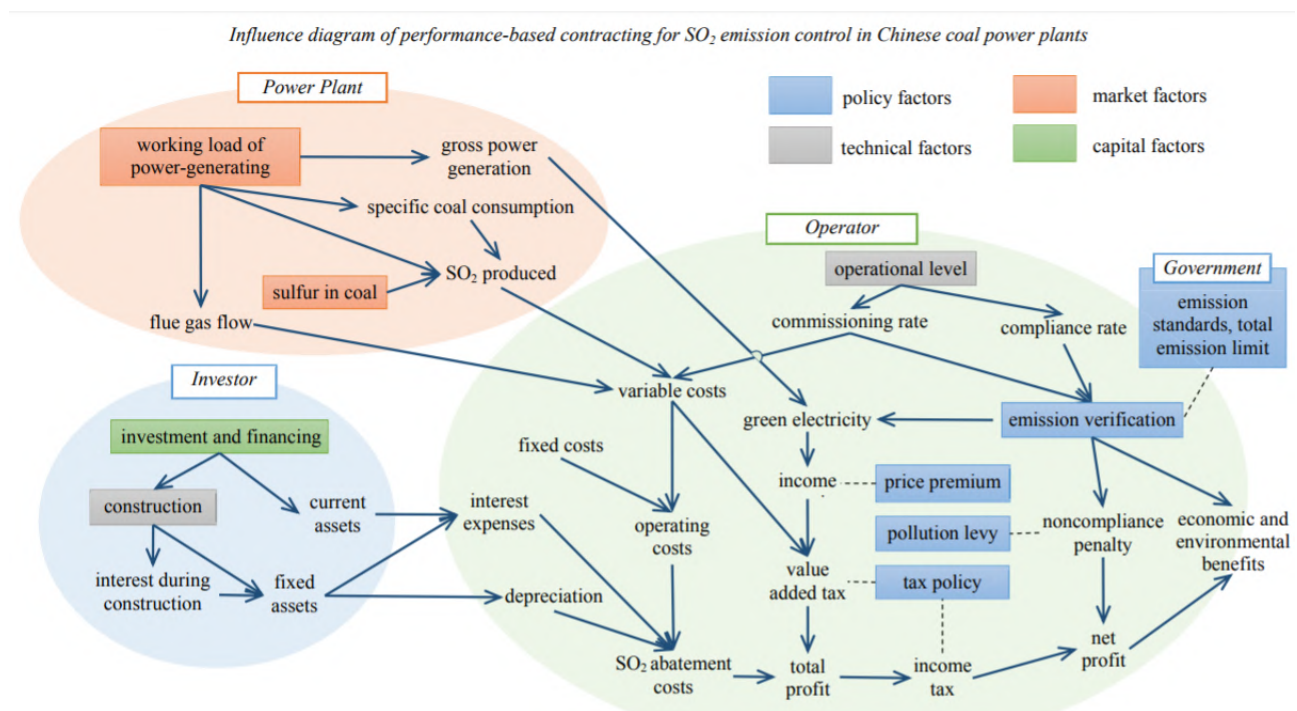 Influence diagram of performance-based contracting for SO₂ emission control in Chinese coal power plants
Power Plant
policy factors
market factors
technical factors
capital factors
working load of
power-generating
gross power
generation
specific coal consumption
SO₂ produced
sulfur in coal
flue gas flow
Operator
operational level
commissioning rate
compliance rate
Government
emission
standards, total
emission limit
Investor
investment and financing
construction
current
assets
interest during
construction
fixed
assets
variable costs
green electricity
emission verification
fixed costs
income
price premium
interest
expenses
operating
costs
pollution levy
noncompliance
penalty
economic and
environmental
benefits
value
added tax
tax policy
depreciation
SO₂ abatement
costs
total
profit
income
tax
net
profit